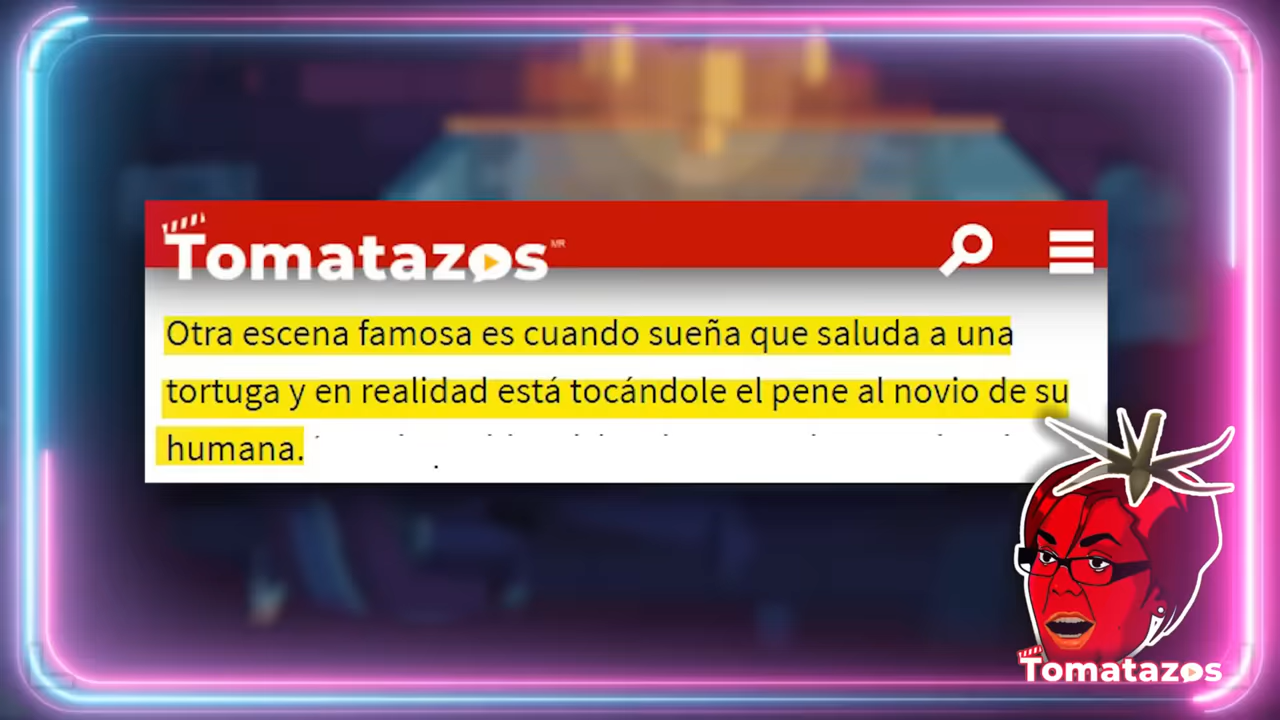 Tomatazos MR
Otra escena famosa es cuando sueña que saluda a una
tortuga y en realidad está tocándole el pene al novio de su
humana.
Tomatazos